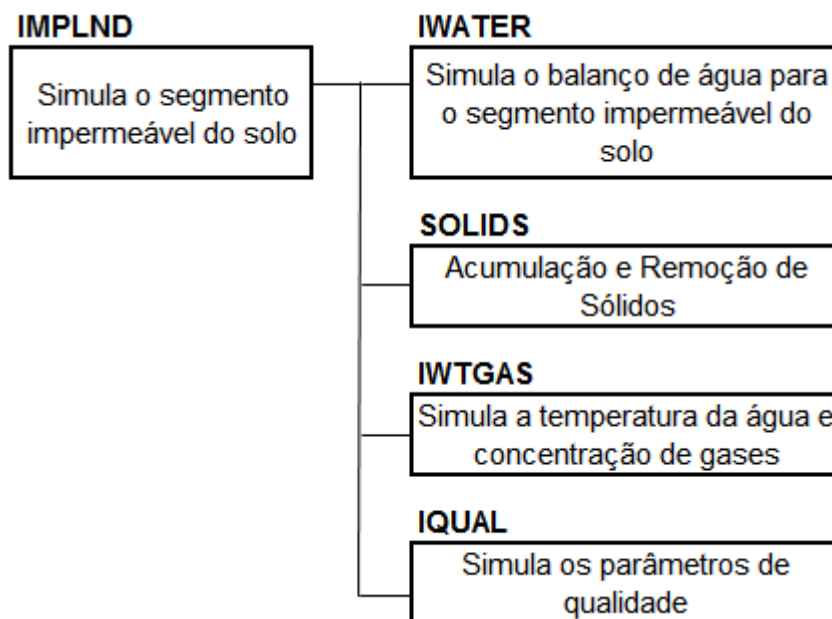 IMPLND
Simula o segmento
impermeável do solo
IWATER
Simula o balanço de água para
o segmento impermeável do
solo
SOLIDS
Acumulação e Remoção de
Sólidos
IWTGAS
Simula a temperatura da água e
concentração de gases
IQUAL
Simula os parâmetros de
qualidade